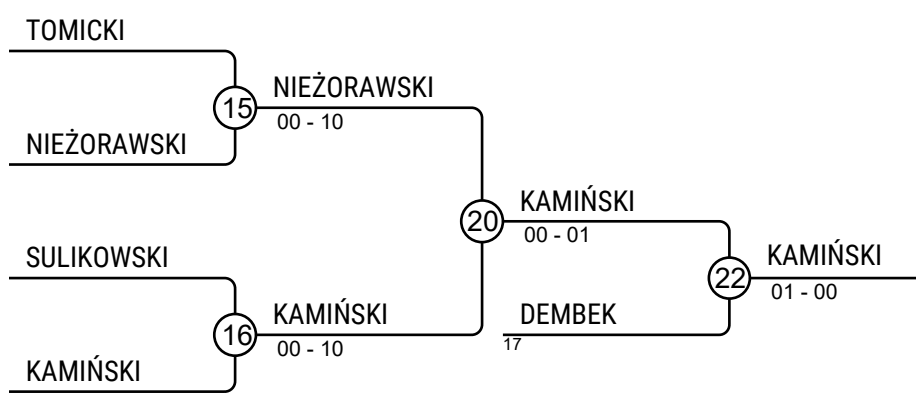 TOMICKI
15
NIEŻORAWSKI
00 - 10
NIEŻORAWSKI
20
KAMIŃSKI
00 - 01
SULIKOWSKI
16
KAMIŃSKI
00 - 10
KAMIŃSKI
DEMBEK
17
22
KAMIŃSKI
01 - 00